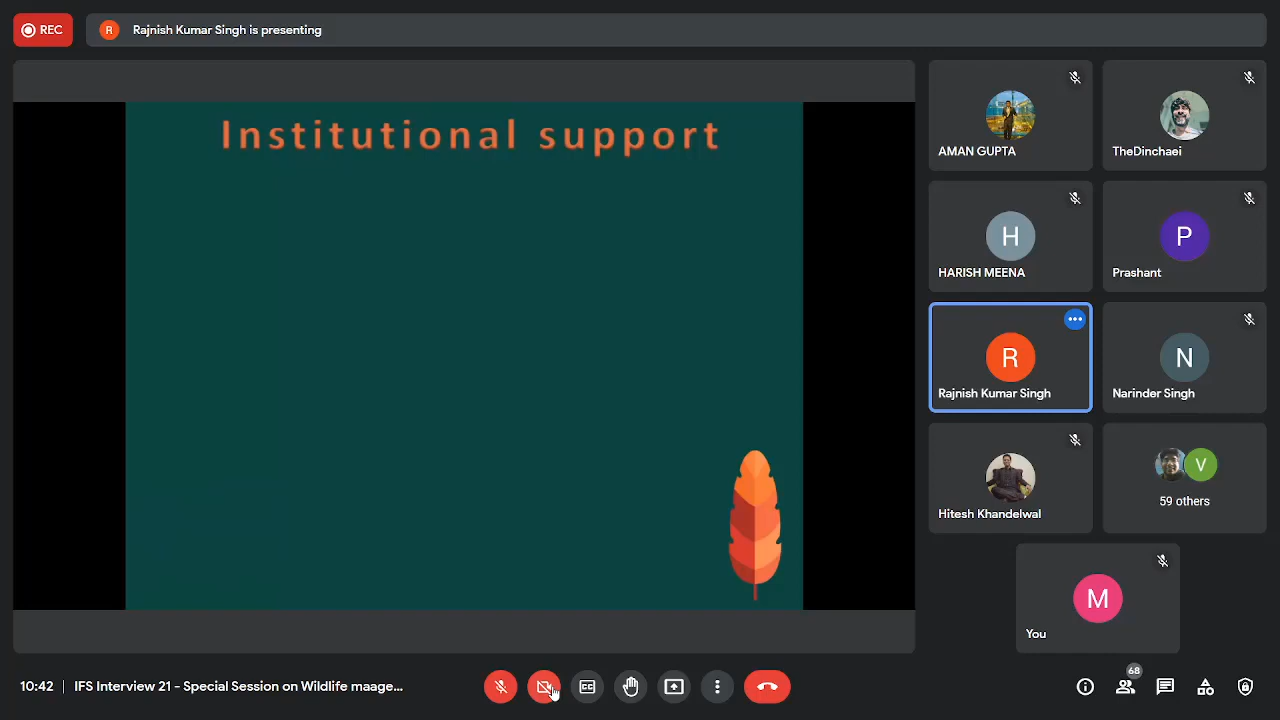 REC
R
Rajnish Kumar Singh is presenting
Institutional support
AMAN GUPTA
TheDinchaei
H
HARISH MEENA
P
Prashant
R
Rajnish Kumar Singh
N
Narinder Singh
Hitesh Khandelwal
V
59 others
M
You
10:42 | IFS Interview 21 - Special Session on Wildlife maage...
CC
68